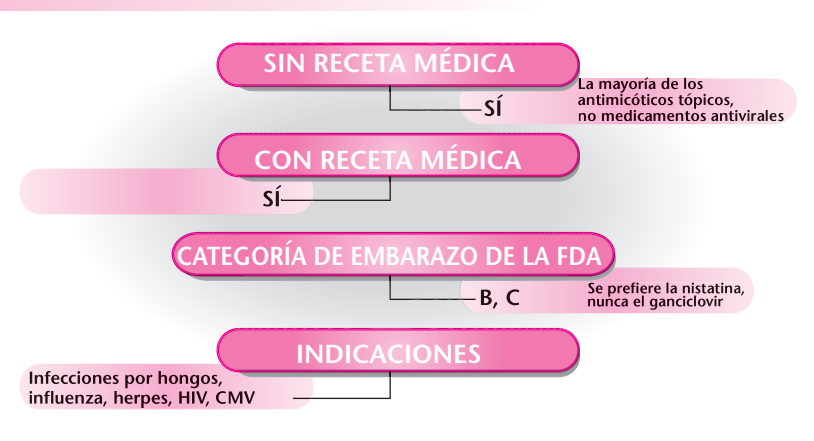 SIN RECETA MÉDICA
SÍ
La mayoría de los
antimicóticos tópicos,
no medicamentos antivirales
CON RECETA MÉDICA
SÍ
CATEGORÍA DE EMBARAZO DE LA FDA
B, C
Se prefiere la nistatina,
nunca el ganciclovir
INDICACIONES
Infecciones por hongos,
influenza, herpes, HIV, CMV